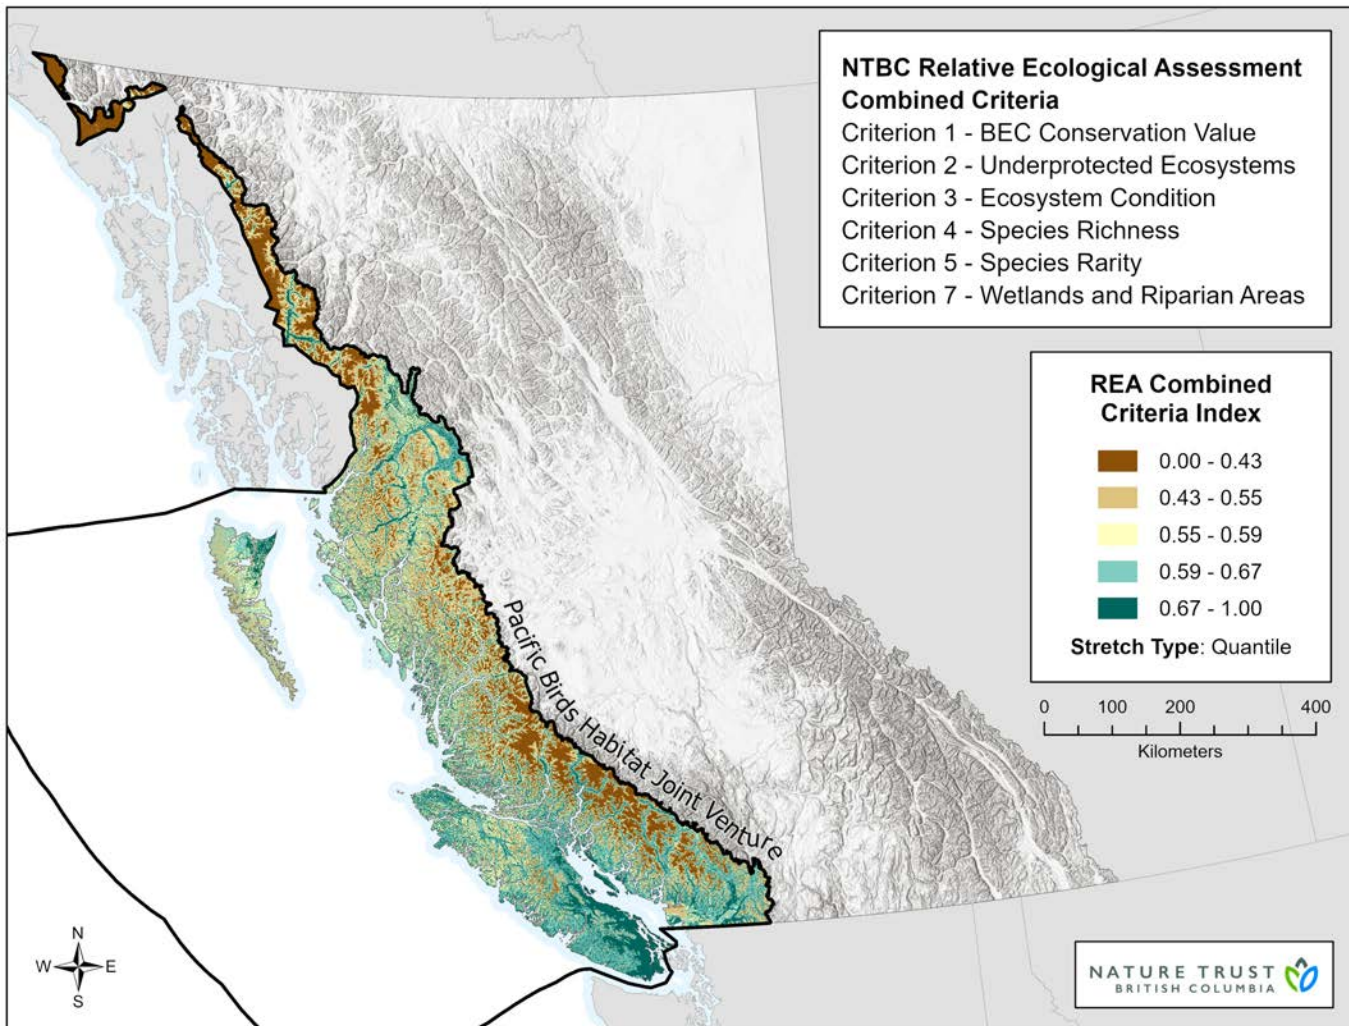 NTBC Relative Ecological Assessment
Combined Criteria
Criterion 1 - BEC Conservation Value
Criterion 2 - Underprotected Ecosystems
Criterion 3 - Ecosystem Condition
Criterion 4 - Species Richness
Criterion 5 - Species Rarity
Criterion 7 - Wetlands and Riparian Areas
REA Combined
Criteria Index
0.00 - 0.43
0.43 - 0.55
0.55 - 0.59
0.59 - 0.67
0.67 - 1.00
Stretch Type: Quantile
0 100 200 400
Kilometers
Pacific Birds Habitat Joint Venture
N
W E
S
NATURE TRUST
BRITISH COLUMBIA